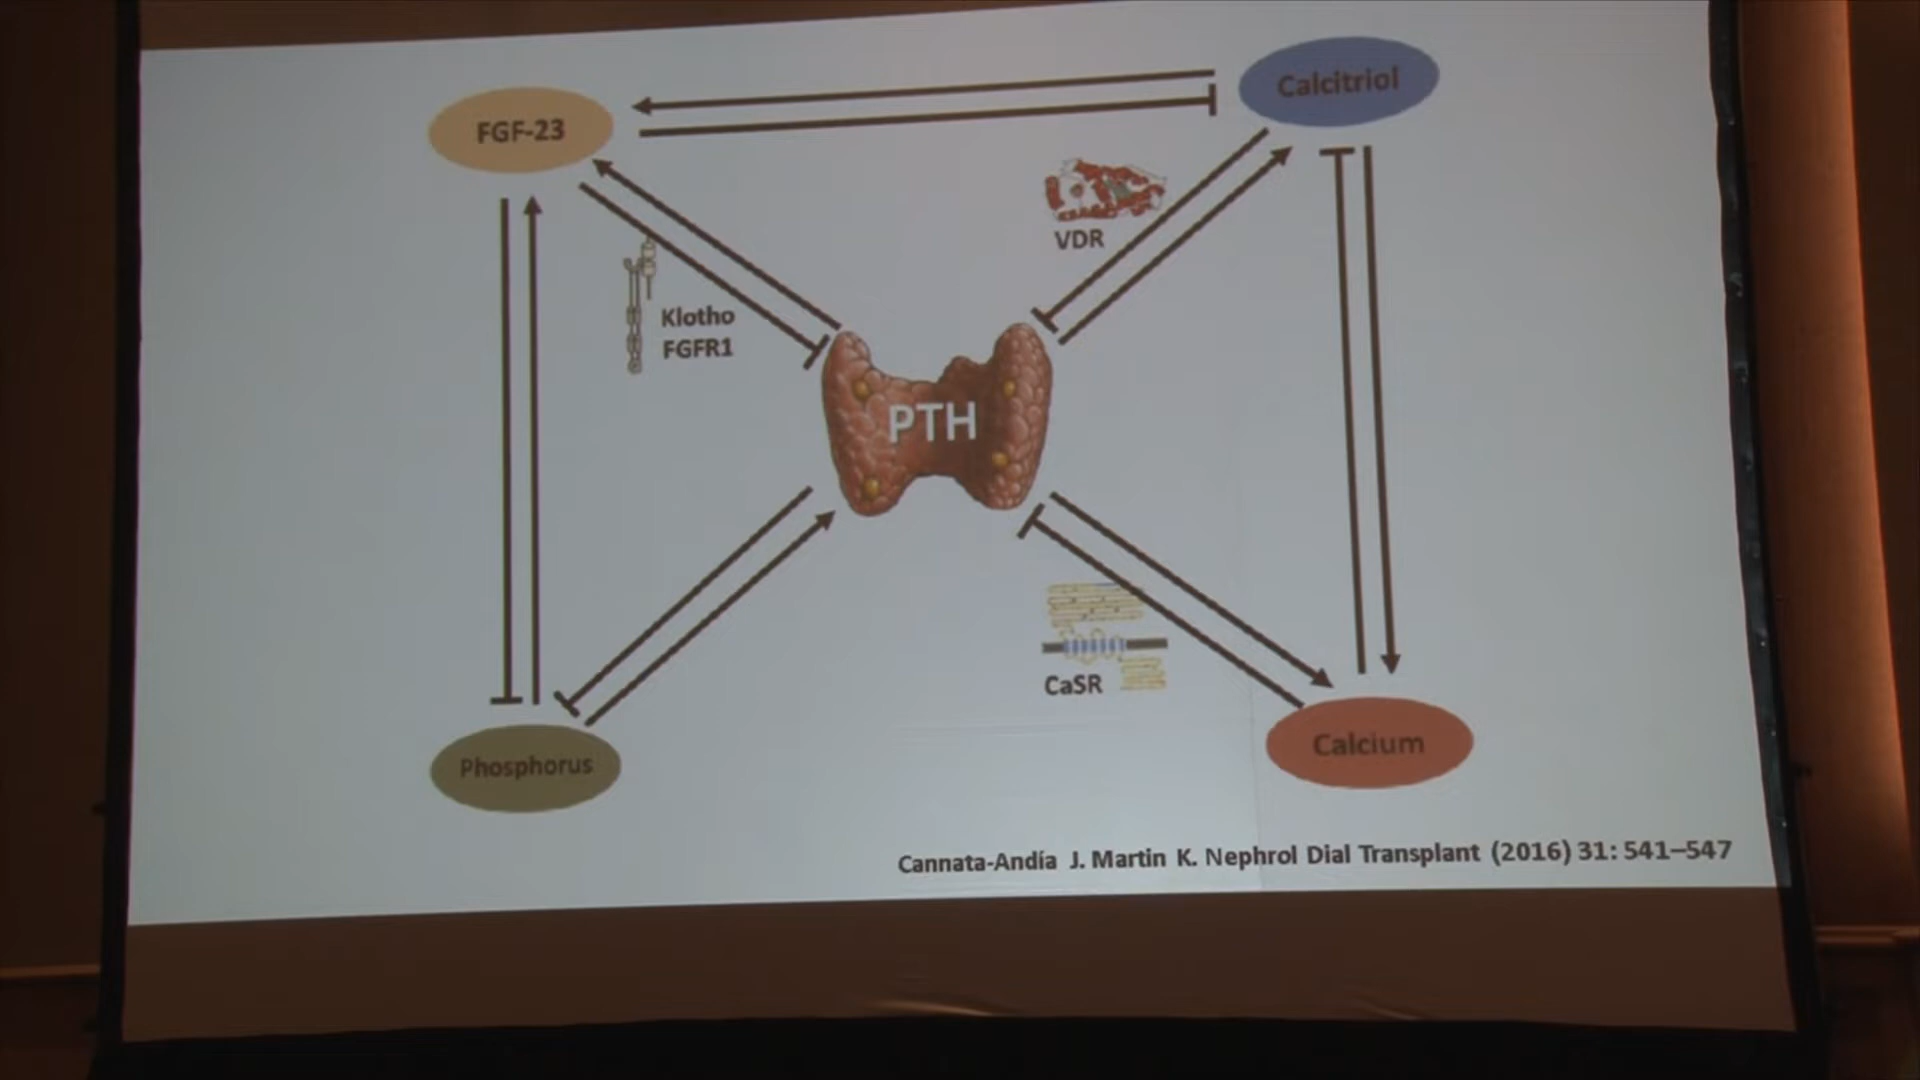 FGF-23
Calcitriol
VDR
Klotho
FGFR1
PTH
CaSR
Calcium
Phosphorus
Cannata-Andía J. Martin K. Nephrol Dial Transplant (2016) 31: 541–547